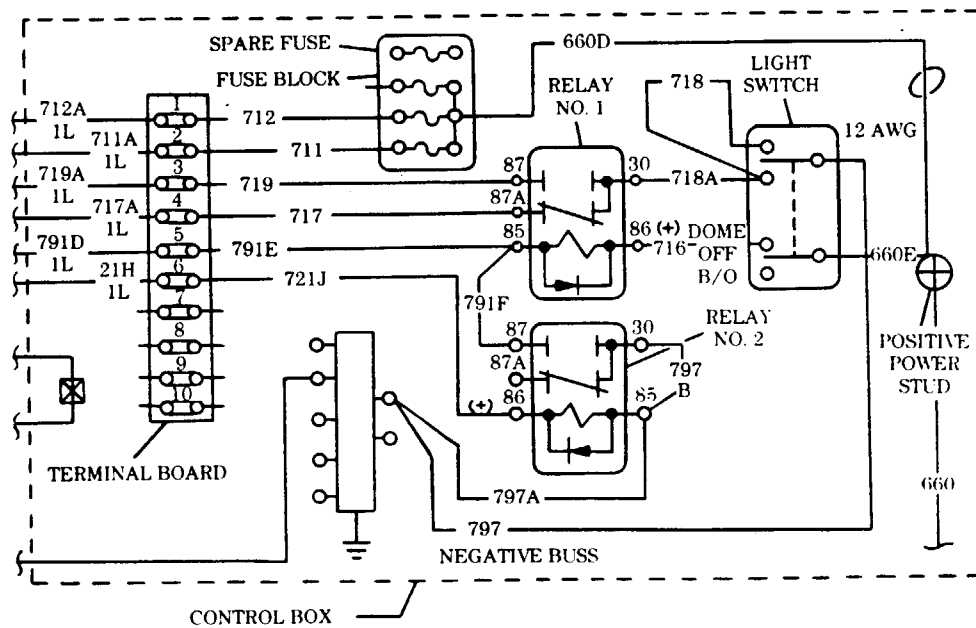 SPARE FUSE
FUSE BLOCK
660D
LIGHT
SWITCH
718
RELAY
NO. 1
12 AWG
712A
1L
1
712
711A
1L
2
711
719A
1L
3
719
87
30
718A
717A
1L
4
717
87A
791D
1L
5
791E
85
86 (+)
716
DOME
OFF
B/O
660E
21H
1L
6
721J
7
791F
87
30
RELAY
NO. 2
POSITIVE
POWER
STUD
8
87A
797
B
9
(+)
86
85
10
TERMINAL BOARD
797A
660
797
NEGATIVE BUSS
CONTROL BOX